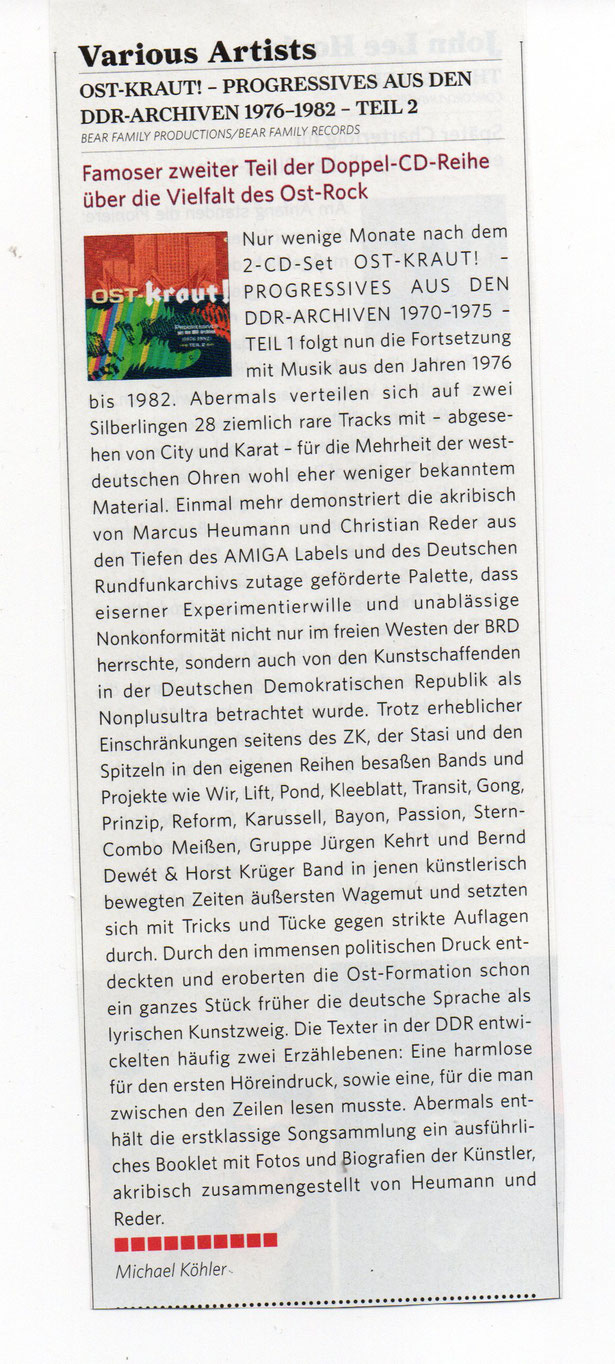 Various Artists
OST-KRAUT! – PROGRESSIVES AUS DEN
DDR-ARCHIVEN 1976–1982 – TEIL 2
BEAR FAMILY PRODUCTIONS/BEAR FAMILY RECORDS
Famoser zweiter Teil der Doppel-CD-Reihe
über die Vielfalt des Ost-Rock
OST-kraut!
TEIL 2
Nur wenige Monate nach dem
2-CD-Set OST-KRAUT! –
PROGRESSIVES AUS DEN
DDR-ARCHIVEN 1970–1975 –
TEIL 1 folgt nun die Fortsetzung
mit Musik aus den Jahren 1976
bis 1982. Abermals verteilen sich auf zwei
Silberlingen 28 ziemlich rare Tracks mit – abgese-
hen von City und Karat – für die Mehrheit der west-
deutschen Ohren wohl eher weniger bekanntem
Material. Einmal mehr demonstriert die akribisch
von Marcus Heumann und Christian Reder aus
den Tiefen des AMIGA Labels und des Deutschen
Rundfunkarchivs zutage geförderte Palette, dass
eiserner Experimentierwille und unablässige
Nonkonformität nicht nur im freien Westen der BRD
herrschte, sondern auch von den Kunstschaffenden
in der Deutschen Demokratischen Republik als
Nonplusultra betrachtet wurde. Trotz erheblicher
Einschränkungen seitens des ZK, der Stasi und den
Spitzeln in den eigenen Reihen besaßen Bands und
Projekte wie Wir, Lift, Pond, Kleeblatt, Transit, Gong,
Prinzip, Reform, Karussell, Bayon, Passion, Stern-
Combo Meißen, Gruppe Jürgen Kehrt und Bernd
Dewét & Horst Krüger Band in jenen künstlerisch
bewegten Zeiten äußersten Wagemut und setzten
sich mit Tricks und Tücke gegen strikte Auflagen
durch. Durch den immensen politischen Druck ent-
deckten und eroberten die Ost-Formation schon
ein ganzes Stück früher die deutsche Sprache als
lyrischen Kunstzweig. Die Texter in der DDR entwi-
ckelten häufig zwei Erzählebenen: Eine harmlose
für den ersten Höreindruck, sowie eine, für die man
zwischen den Zeilen lesen musste. Abermals ent-
hält die erstklassige Songsammlung ein ausführli-
ches Booklet mit Fotos und Biografien der Künstler,
akribisch zusammengestellt von Heumann und
Reder.
Michael Köhler